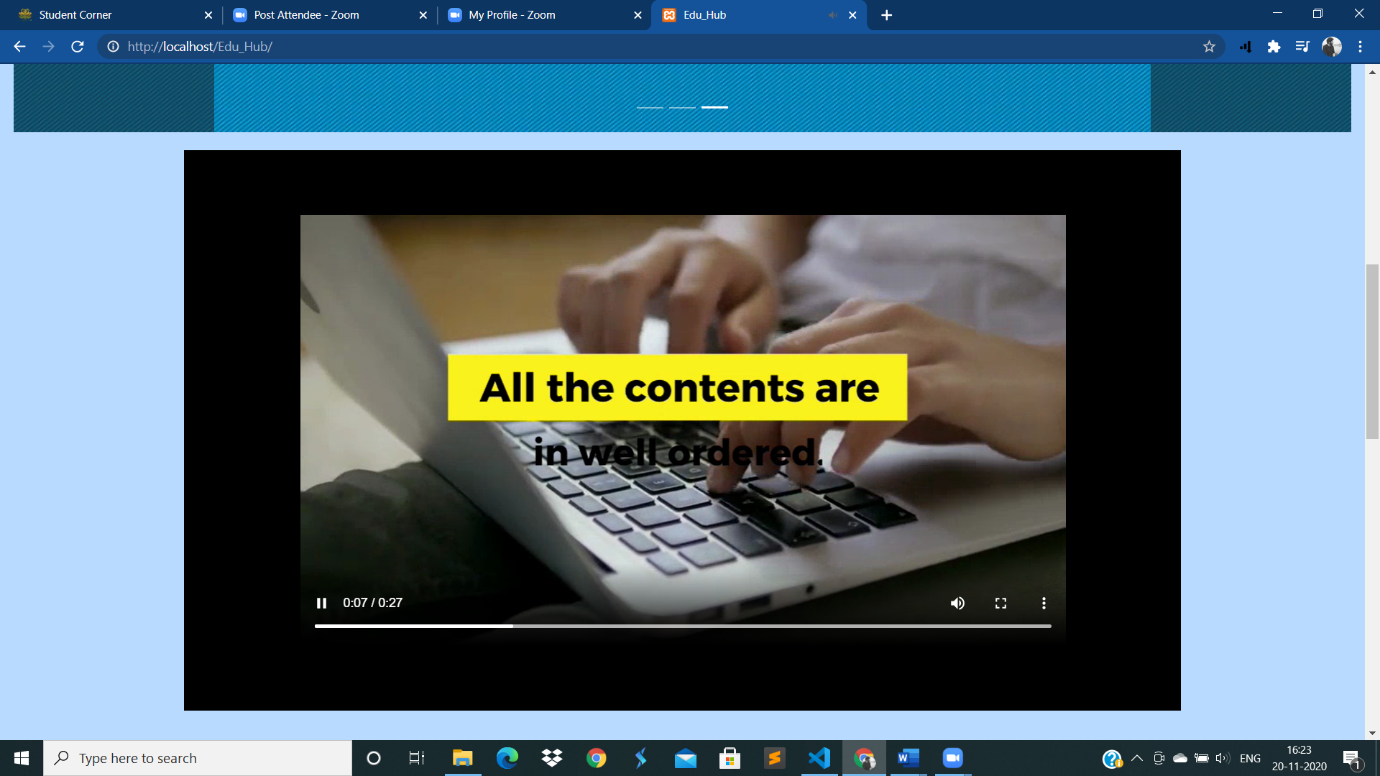 Student Corner
Post Attendee - Zoom
My Profile - Zoom
Edu_Hub
http://localhost/Edu_Hub/
All the contents are
in well ordered.
0:07 / 0:27
Type here to search
ENG
16:23
20-11-2020
1